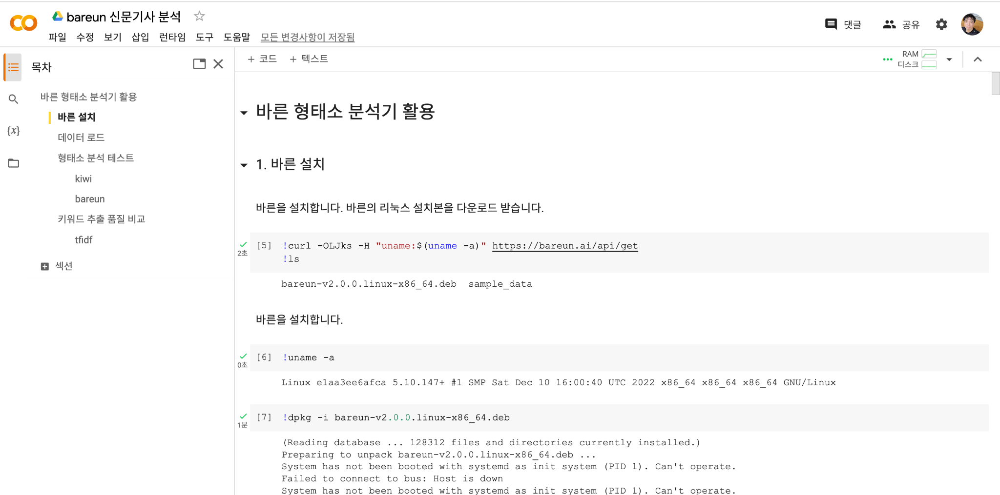 bareun 신문기사 분석
댓글
공유
파일 수정 보기 삽입 런타임 도구 도움말 모든 변경사항이 저장됨
목차
+ 코드 + 텍스트
RAM
디스크
바른 형태소 분석기 활용
바른 설치
데이터 로드
형태소 분석 테스트
kiwi
bareun
키워드 추출 품질 비교
tfidf
섹션
{x}
바른 형태소 분석기 활용
1. 바른 설치
바른을 설치합니다. 바른의 리눅스 설치본을 다운로드 받습니다.
[5] !curl -OLJks -H "uname:$(uname -a)" https://bareun.ai/api/get
2초
!ls
bareun-v2.0.0.linux-x86_64.deb sample_data
바른을 설치합니다.
[6] !uname -a
0초
Linux e1aa3ee6afca 5.10.147+ #1 SMP Sat Dec 10 16:00:40 UTC 2022 x86_64 x86_64 x86_64 GNU/Linux
[7] !dpkg -i bareun-v2.0.0.linux-x86_64.deb
1분
(Reading database ... 128312 files and directories currently installed.)
Preparing to unpack bareun-v2.0.0.linux-x86_64.deb ...
System has not been booted with systemd as init system (PID 1). Can't operate.
Failed to connect to bus: Host is down
System has not been booted with systemd as init system (PID 1). Can't operate.